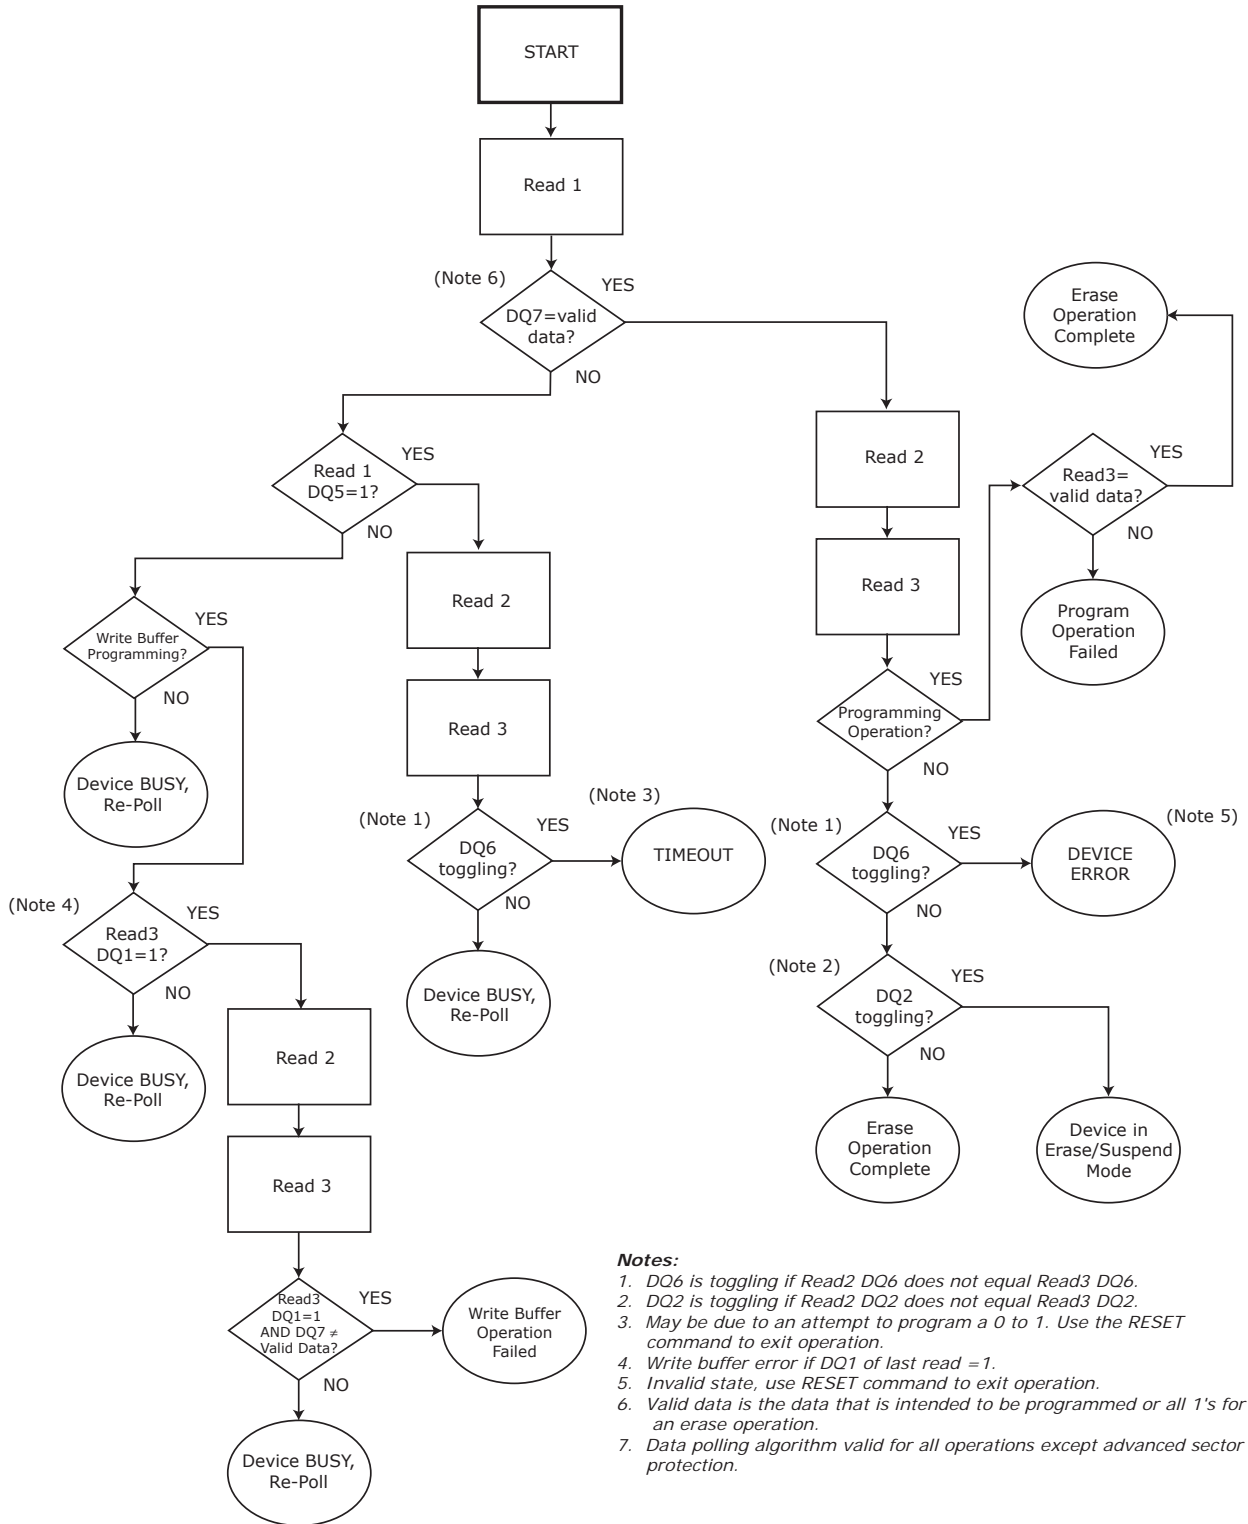 START
Read 1
(Note 6)
YES
DQ7=valid
data?
NO
Erase
Operation
Complete
Read 1
DQ5=1?
YES
NO
Read 2
Read3=
valid data?
YES
NO
Write Buffer
Programming?
YES
NO
Read 2
Read 3
Program
Operation
Failed
Device BUSY,
Re-Poll
Read 3
Programming
Operation?
YES
NO
(Note 1)
DQ6
toggling?
YES
NO
(Note 3)
TIMEOUT
(Note 1)
DQ6
toggling?
YES
NO
DEVICE
ERROR
(Note 5)
(Note 4)
Read3
DQ1=1?
YES
NO
Device BUSY,
Re-Poll
(Note 2)
DQ2
toggling?
YES
NO
Device BUSY,
Re-Poll
Read 2
Erase
Operation
Complete
Device in
Erase/Suspend
Mode
Read 3
Read3
DQ1=1
AND DQ7 ≠
Valid Data?
YES
NO
Write Buffer
Operation
Failed
Device BUSY,
Re-Poll
Notes:
1. DQ6 is toggling if Read2 DQ6 does not equal Read3 DQ6.
2. DQ2 is toggling if Read2 DQ2 does not equal Read3 DQ2.
3. May be due to an attempt to program a 0 to 1. Use the RESET
command to exit operation.
4. Write buffer error if DQ1 of last read =1.
5. Invalid state, use RESET command to exit operation.
6. Valid data is the data that is intended to be programmed or all 1's for
an erase operation.
7. Data polling algorithm valid for all operations except advanced sector
protection.